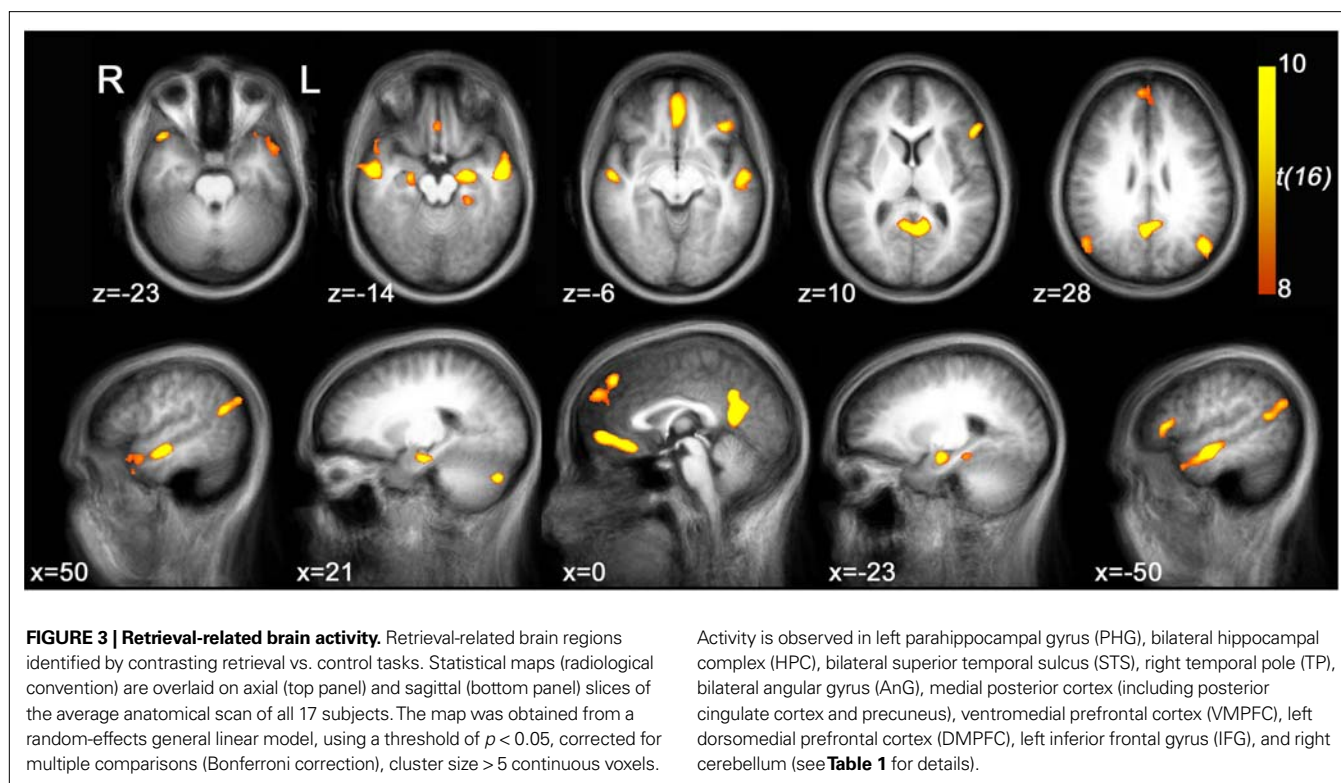 R L
10
t(16)
8
z=-23 z=-14 z=-6 z=10 z=28
x=50 x=21 x=0 x=-23 x=-50
FIGURE 3 | Retrieval-related brain activity. Retrieval-related brain regions
identified by contrasting retrieval vs. control tasks. Statistical maps (radiological
convention) are overlaid on axial (top panel) and sagittal (bottom panel) slices of
the average anatomical scan of all 17 subjects. The map was obtained from a
random-effects general linear model, using a threshold of p < 0.05, corrected for
multiple comparisons (Bonferroni correction), cluster size > 5 continuous voxels.
Activity is observed in left parahippocampal gyrus (PHG), bilateral hippocampal
complex (HPC), bilateral superior temporal sulcus (STS), right temporal pole (TP),
bilateral angular gyrus (AnG), medial posterior cortex (including posterior
cingulate cortex and precuneus), ventromedial prefrontal cortex (VMPFC), left
dorsomedial prefrontal cortex (DMPFC), left inferior frontal gyrus (IFG), and right
cerebellum (see Table 1 for details).